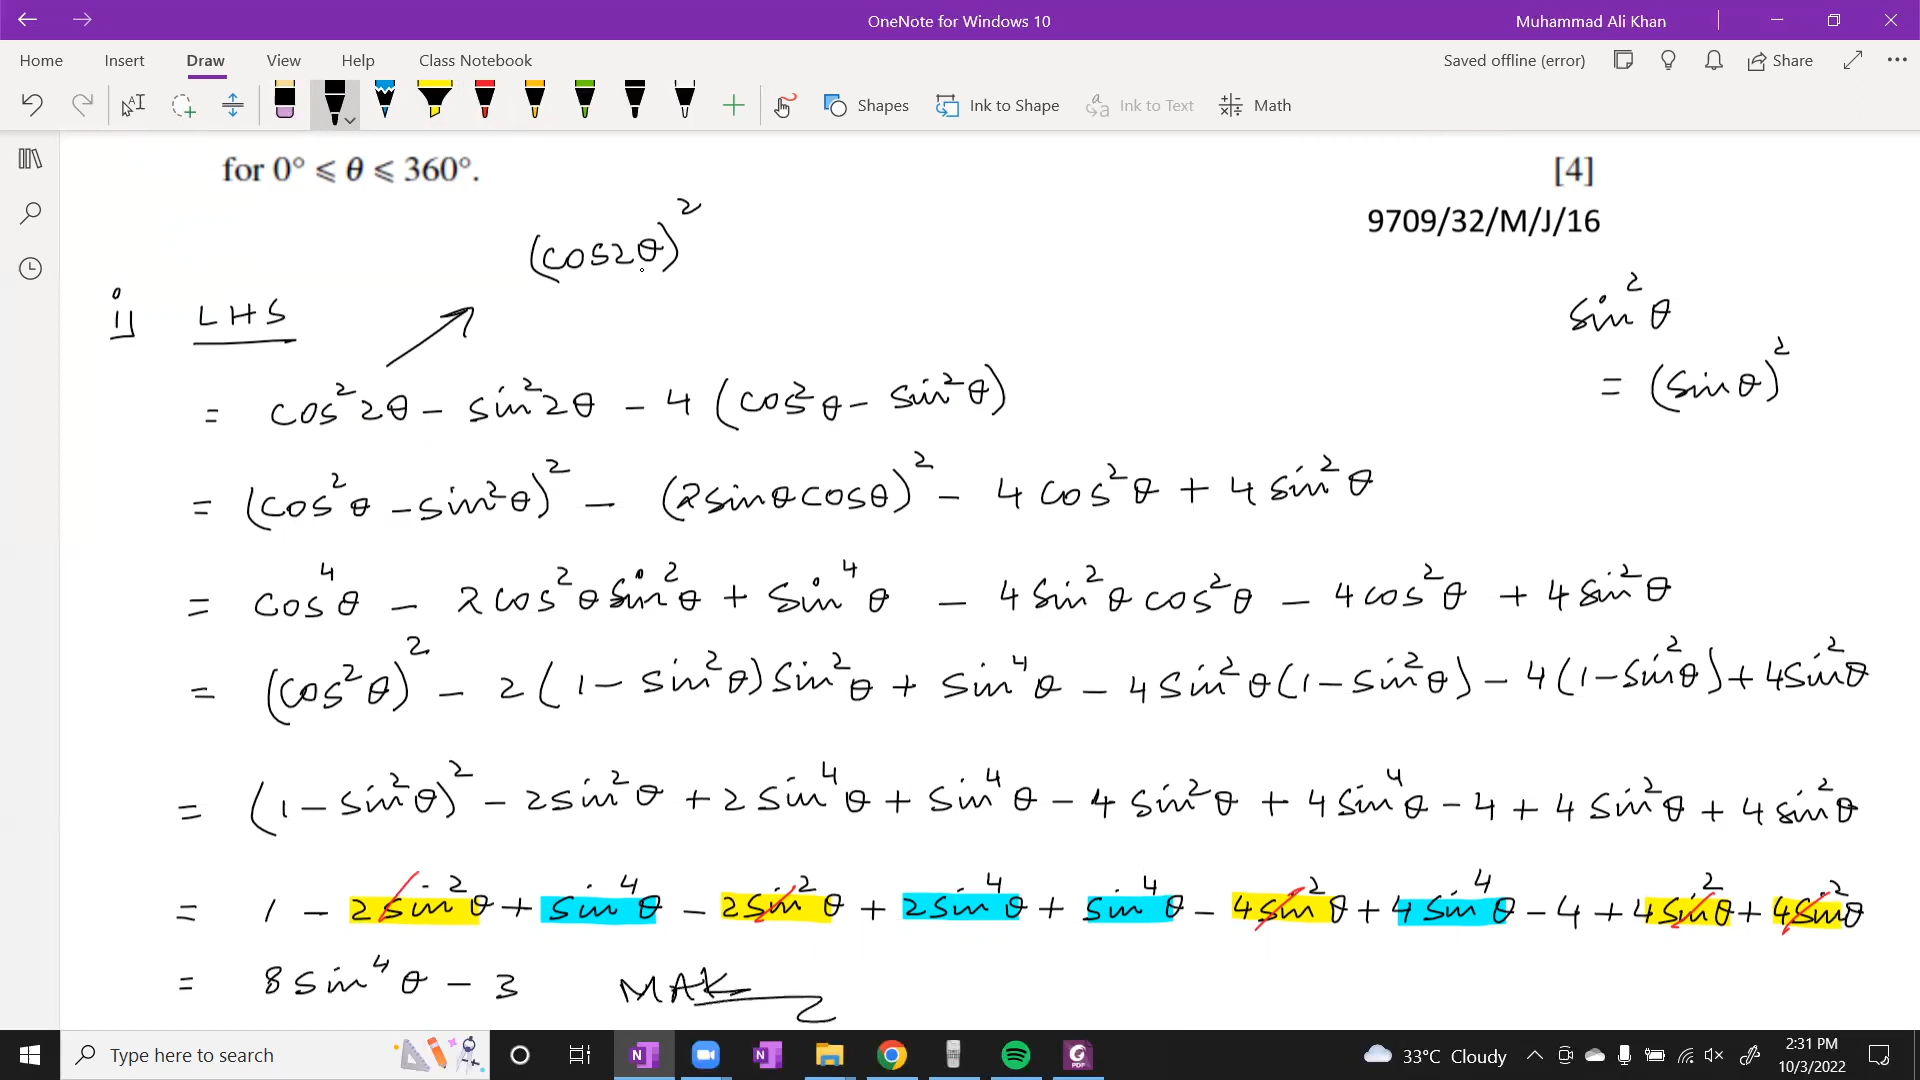 OneNote for Windows 10
Muhammad Ali Khan
Home Insert Draw View Help Class Notebook
Saved offline (error) Share
Shapes Ink to Shape Ink to Text Math
for 0° ⩽ θ ⩽ 360°. [4]
9709/32/M/J/16
(cos2θ)²
i) LHS
sin²θ
= (sinθ)²
= cos²2θ – sin²2θ – 4 (cos²θ – sin²θ)
= (cos²θ – sin²θ)² – (2sinθcosθ)² – 4cos²θ + 4sin²θ
= cos⁴θ – 2cos²θsin²θ + sin⁴θ – 4sin²θcos²θ – 4cos²θ + 4sin²θ
= (cos²θ)² – 2(1–sin²θ)sin²θ + sin⁴θ – 4sin²θ(1–sin²θ) – 4(1–sin²θ) + 4sin²θ
= (1–sin²θ)² – 2sin²θ + 2sin⁴θ + sin⁴θ – 4sin²θ + 4sin⁴θ – 4 + 4sin²θ + 4sin²θ
= 1 – 2sin²θ + sin⁴θ – 2sin²θ + 2sin⁴θ + sin⁴θ – 4sin²θ + 4sin⁴θ – 4 + 4sin²θ + 4sin²θ
= 8sin⁴θ – 3 MAK
Type here to search
33°C Cloudy
2:31 PM
10/3/2022